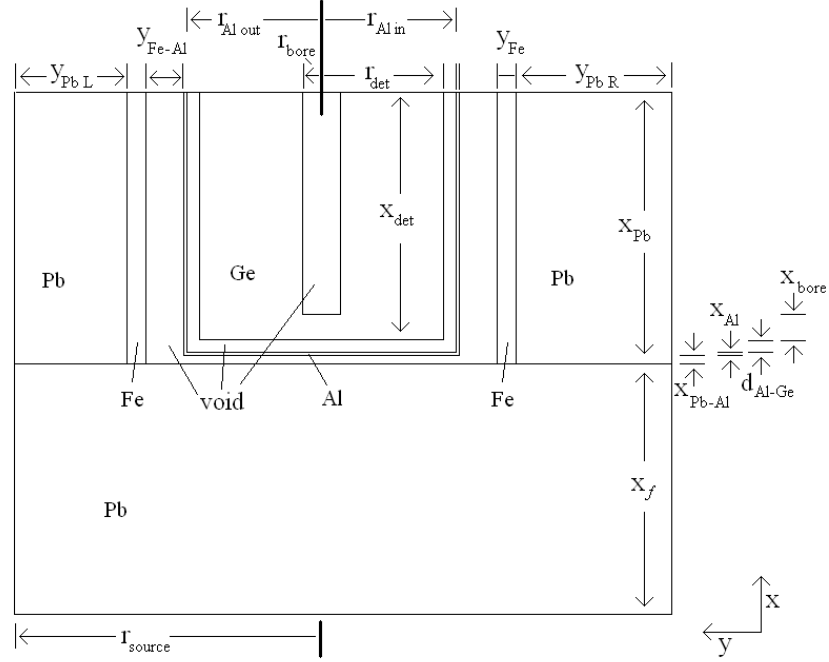 r_Al out r_Al in
y_Fe-Al r_bore y_Fe
y_Pb L r_det y_Pb R
x_det x_Pb
Pb Ge Pb
x_bore
x_Al
Fe void Al Fe x_Pb-Al d_Al-Ge
x_f
Pb
x
r_source y